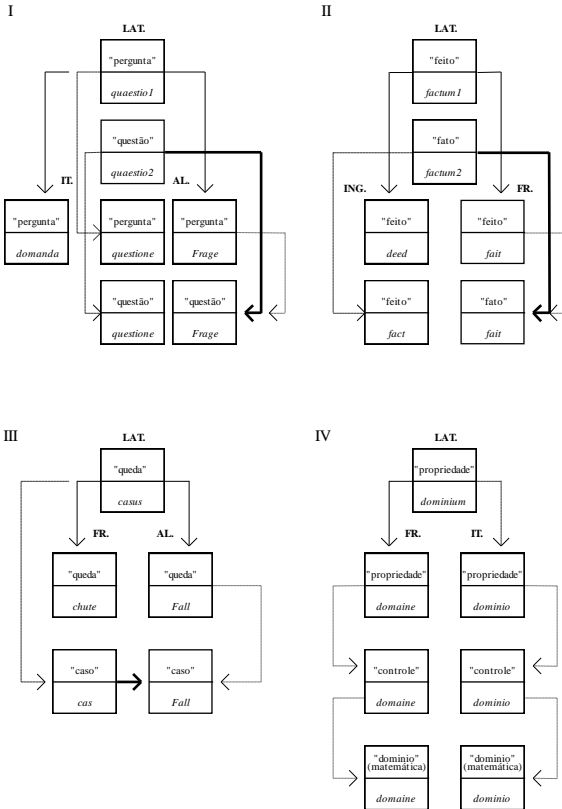 I
LAT.
"pergunta"
quaestio1
"questão"
quaestio2
IT.
AL.
"pergunta"
domanda
"pergunta"
questione
"pergunta"
Frage
"questão"
questione
"questão"
Frage
II
LAT.
"feito"
factum1
"fato"
factum2
ING.
FR.
"feito"
deed
"feito"
fait
"feito"
fact
"fato"
fait
III
LAT.
"queda"
casus
FR.
AL.
"queda"
chute
"queda"
Fall
"caso"
cas
"caso"
Fall
IV
LAT.
"propriedade"
dominium
FR.
IT.
"propriedade"
domaine
"propriedade"
dominio
"controle"
domaine
"controle"
dominio
"domínio"
(matemática)
domaine
"domínio"
(matemática)
dominio